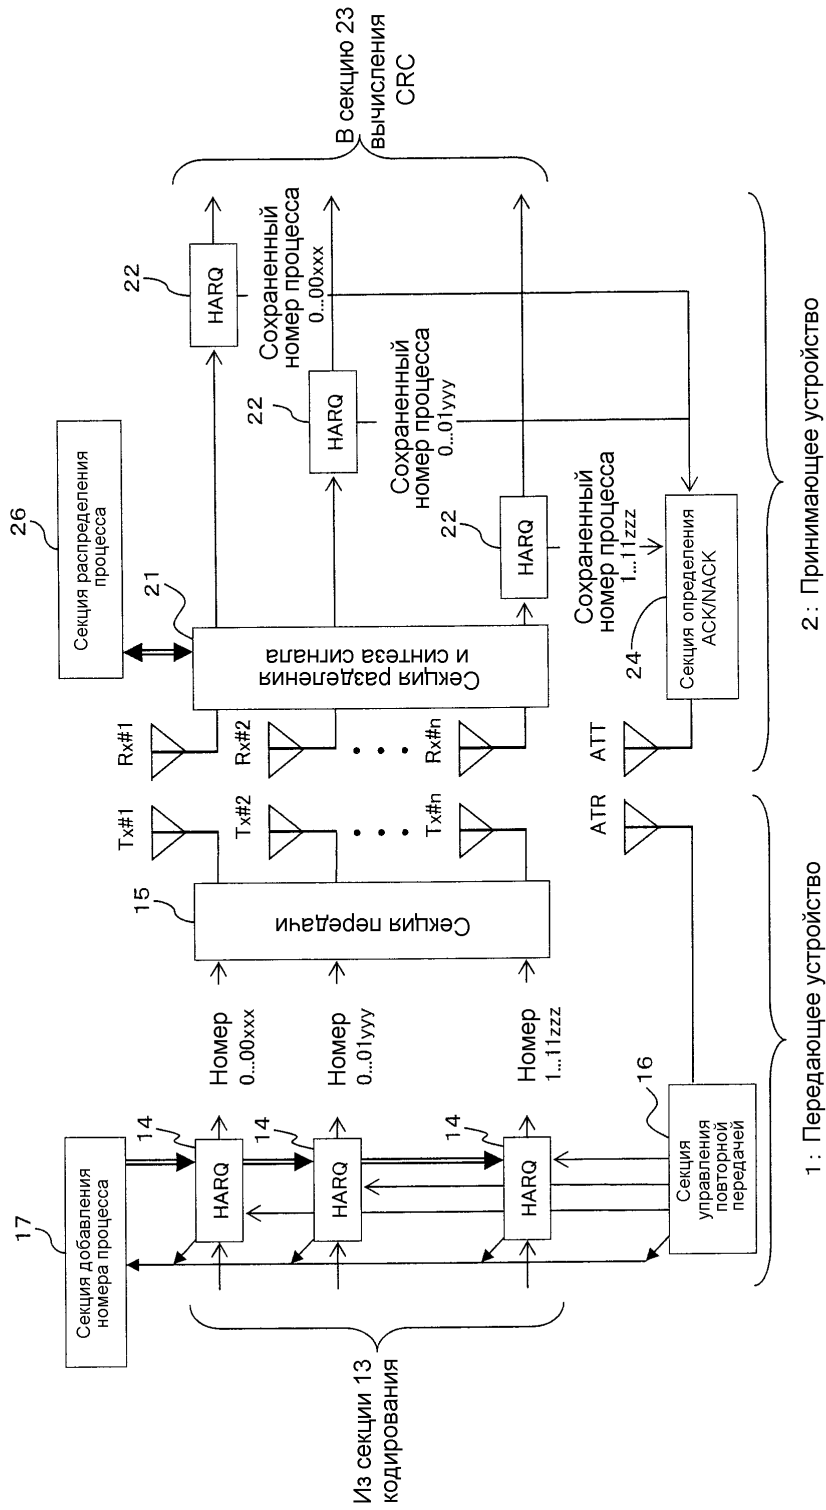 Из секции 13
кодирования
17
Секция добавления
номера процесса
14
HARQ
14
HARQ
14
HARQ
16
Секция
управления
повторной
передачей
Номер
0...00xxx
Номер
0...01yyy
Номер
1...11zzz
15
Секция передачи
Tx#1
Tx#2
Tx#n
ATR
1: Передающее устройство
Rx#1
Rx#2
Rx#n
ATT
21
Секция разделения
и синтеза сигнала
26
Секция распределения
процесса
22
HARQ
Сохраненный
номер процесса
0...00xxx
22
HARQ
Сохраненный
номер процесса
0...01yyy
22
HARQ
Сохраненный
номер процесса
1...11zzz
24
Секция определения
ACK/NACK
В секцию 23
вычисления
CRC
2: Принимающее устройство